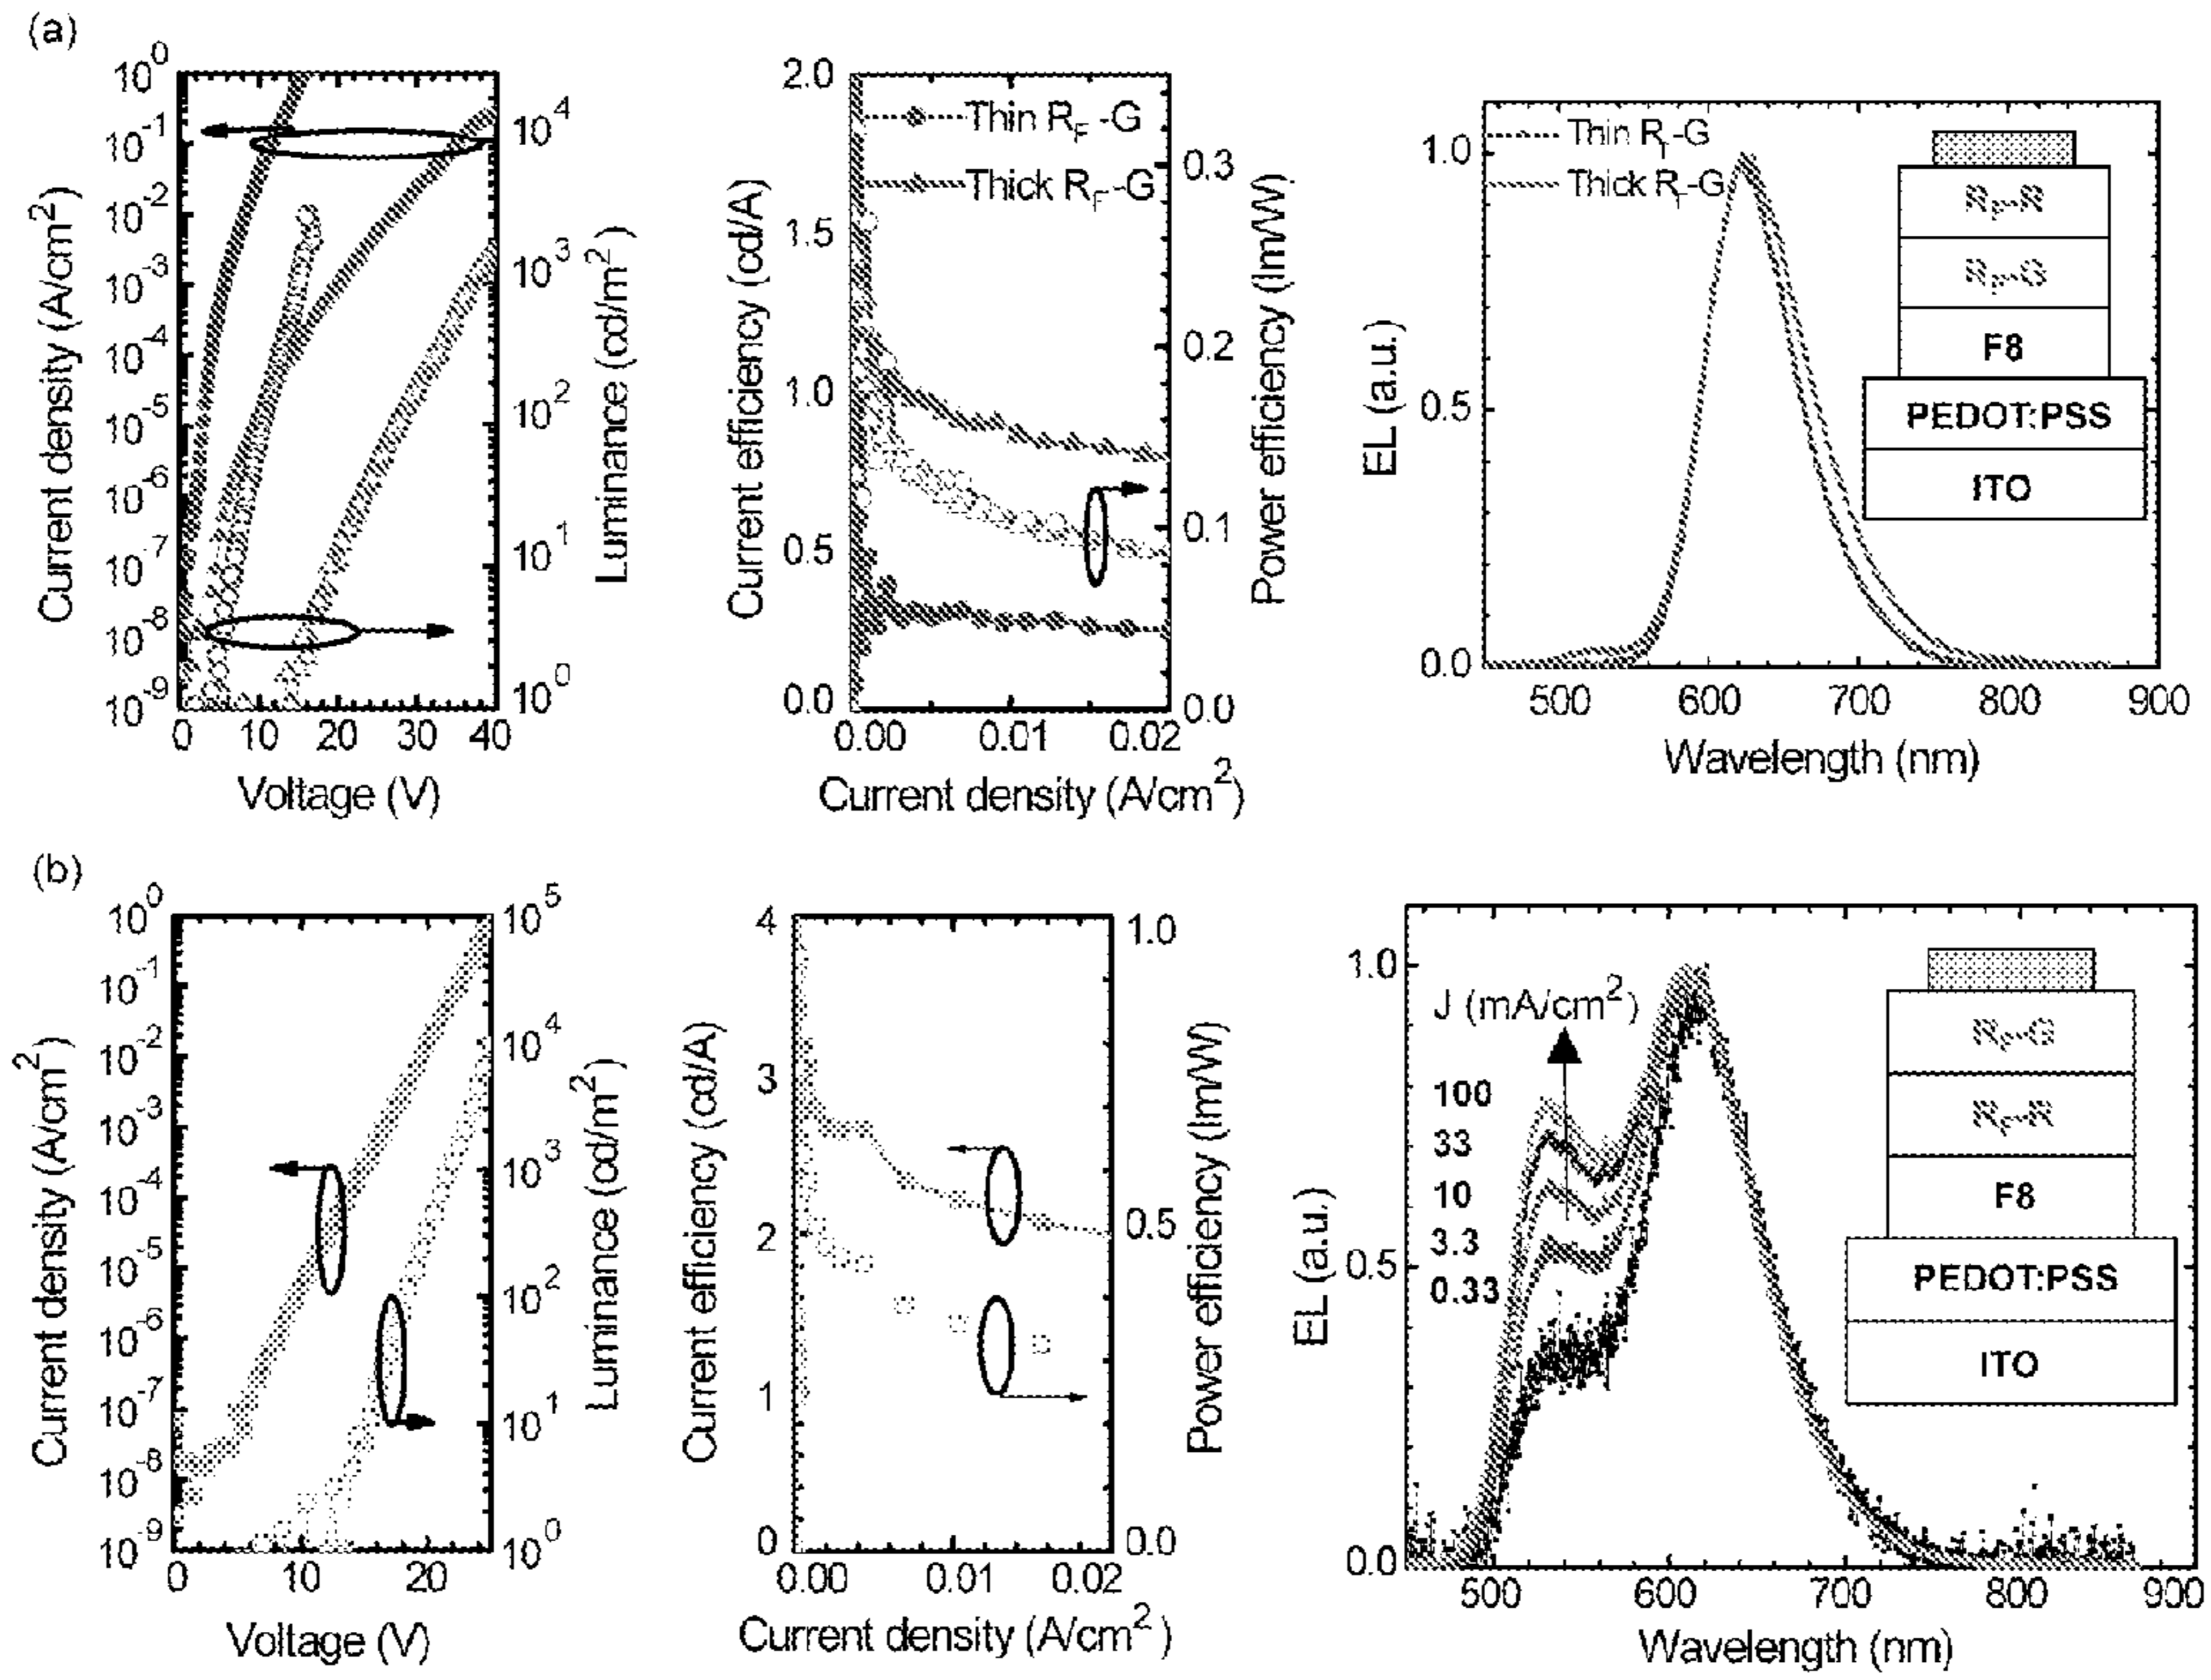 (a)
10^0
10^-1
10^-2
10^-3
10^-4
10^-5
10^-6
10^-7
10^-8
10^-9
Current density (A/cm^2)
0 10 20 30 40
Voltage (V)
10^4
10^3
10^2
10^1
10^0
Luminance (cd/m^2)
2.0
1.5
1.0
0.5
0.0
Current efficiency (cd/A)
Thin R_F -G
Thick R_F -G
0.00 0.01 0.02
Current density (A/cm^2)
0.3
0.2
0.1
0.0
Power efficiency (lm/W)
1.0
0.5
0.0
EL (a.u.)
Thin R_F-G
Thick R_F-G
R_F-R
R_F-G
F8
PEDOT:PSS
ITO
500 600 700 800 900
Wavelength (nm)
(b)
10^0
10^-1
10^-2
10^-3
10^-4
10^-5
10^-6
10^-7
10^-8
10^-9
Current density (A/cm^2)
0 10 20
Voltage (V)
10^5
10^4
10^3
10^2
10^1
10^0
Luminance (cd/m^2)
4
3
2
1
0
Current efficiency (cd/A)
0.00 0.01 0.02
Current density (A/cm^2)
1.0
0.5
0.0
Power efficiency (lm/W)
1.0
0.5
0.0
EL (a.u.)
J (mA/cm^2)
100
33
10
3.3
0.33
R_F-G
R_F-R
F8
PEDOT:PSS
ITO
500 600 700 800 900
Wavelength (nm)